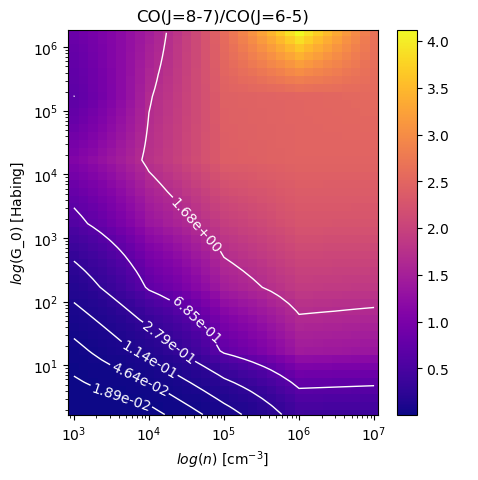 CO(J=8-7)/CO(J=6-5)
log(G_0) [Habing]
10^6
10^5
10^4
10^3
10^2
10^1
1.68e+00
6.85e-01
2.79e-01
1.14e-01
4.64e-02
1.89e-02
10^3 10^4 10^5 10^6 10^7
log(n) [cm^−3]
4.0
3.5
3.0
2.5
2.0
1.5
1.0
0.5